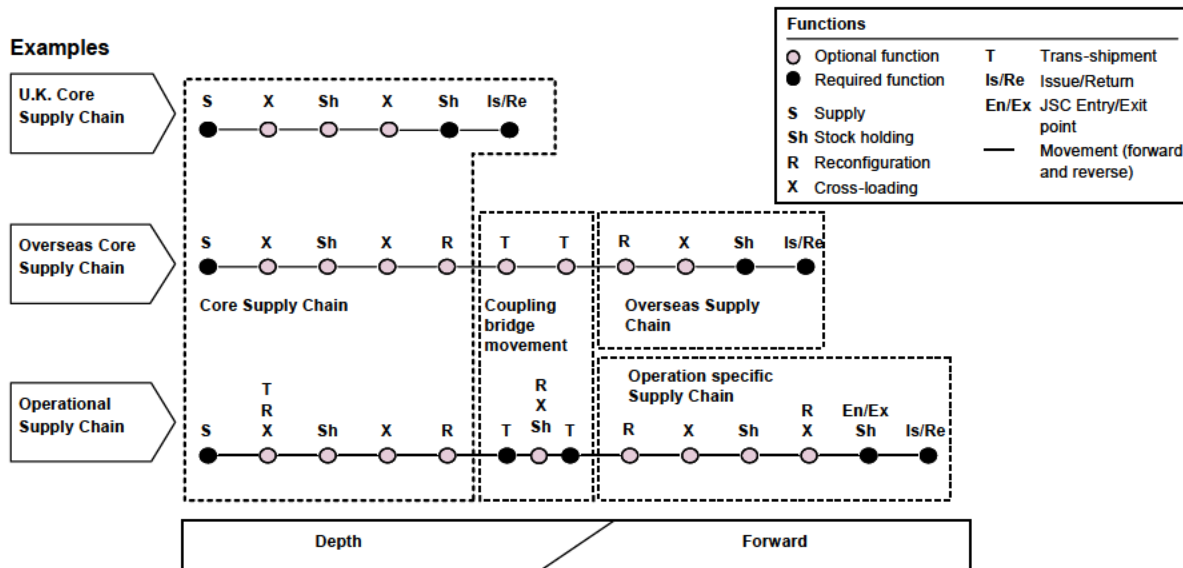 Examples
Functions
Optional function
Required function
S Supply
Sh Stock holding
R Reconfiguration
X Cross-loading
T Trans-shipment
Is/Re Issue/Return
En/Ex JSC Entry/Exit
point
Movement (forward
and reverse)
U.K. Core
Supply Chain
S X Sh X Sh Is/Re
Overseas Core
Supply Chain
S X Sh X R T T R X Sh Is/Re
Core Supply Chain
Coupling
bridge
movement
Overseas Supply
Chain
Operational
Supply Chain
Operation specific
Supply Chain
T
R R R En/Ex
S X Sh X R T X Sh T R X Sh X Sh Is/Re
Depth Forward